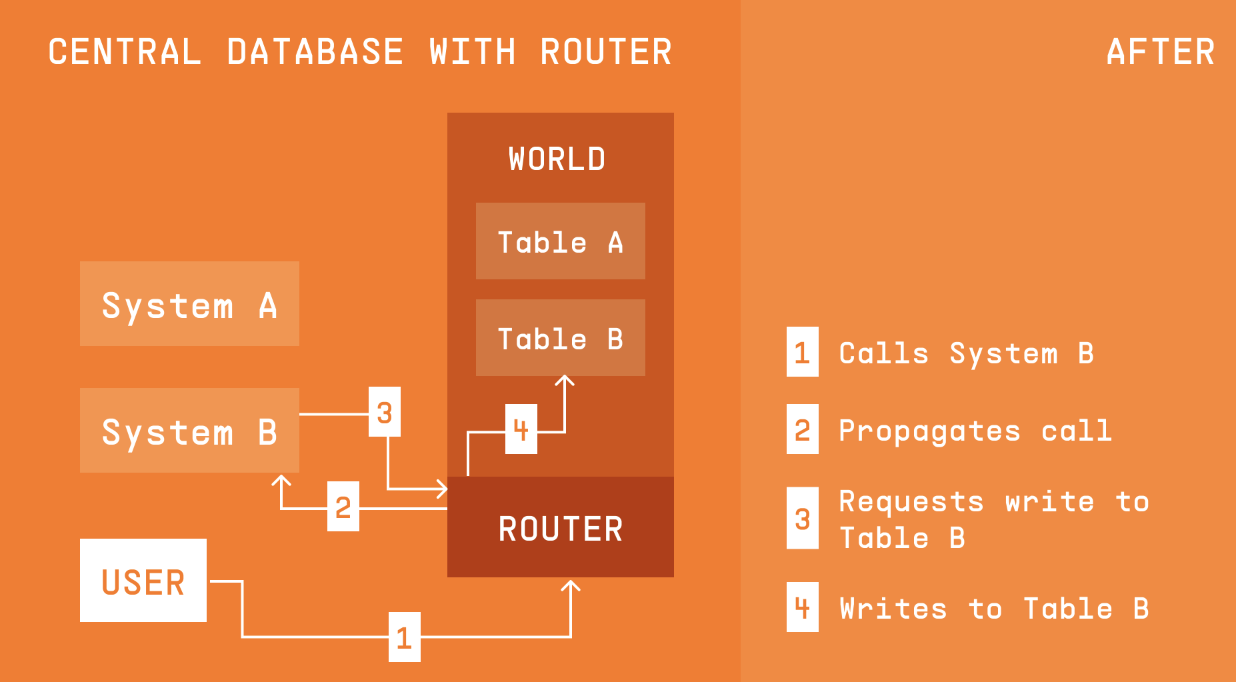 CENTRAL DATABASE WITH ROUTER
AFTER
WORLD
Table A
Table B
System A
System B
3
4
2
ROUTER
USER
1
1 Calls System B
2 Propagates call
3 Requests write to
Table B
4 Writes to Table B